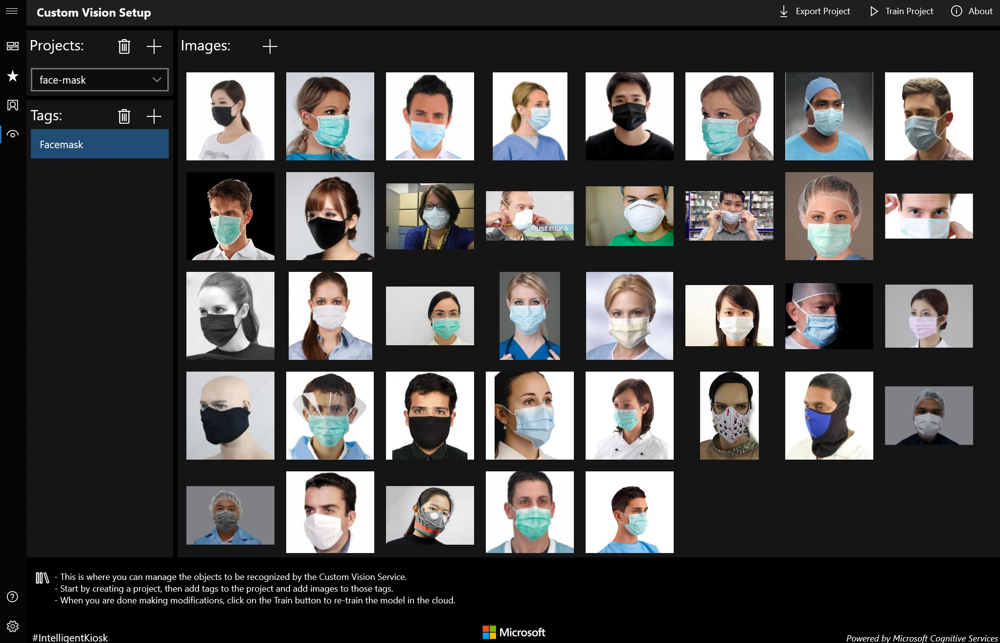 Custom Vision Setup
Export Project
Train Project
About
Projects:
Images:
face-mask
Tags:
Facemask
Dust mask
- This is where you can manage the objects to be recognized by the Custom Vision Service.
- Start by creating a project, then add tags to the project and add images to those tags.
- When you are done making modifications, click on the Train button to re-train the model in the cloud.
#IntelligentKiosk
Microsoft
Powered by Microsoft Cognitive Services